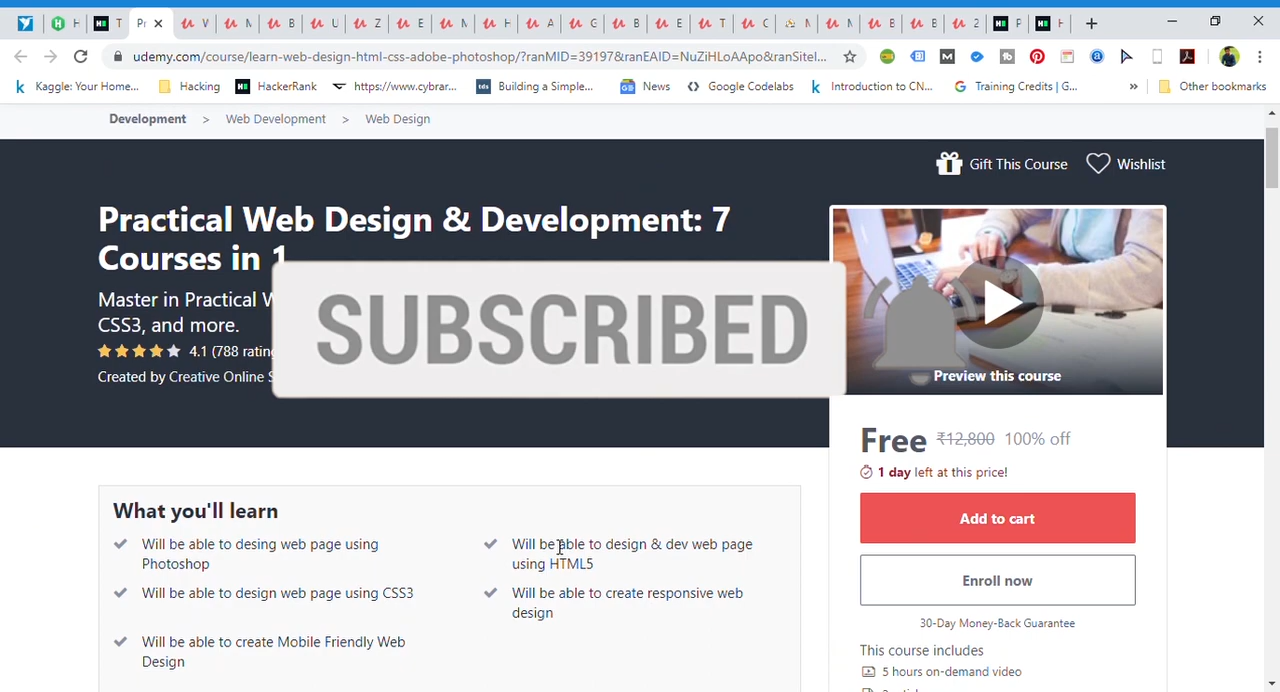 udemy.com/course/learn-web-design-html-css-adobe-photoshop/?ranMID=39197&ranEAID=NuZiHLoAApo&ranSitel...
Kaggle: Your Home... Hacking HackerRank https://www.cybrar... Building a Simple... News Google Codelabs Introduction to CN... Training Credits | G... » Other bookmarks
Development > Web Development > Web Design
Gift This Course Wishlist
Practical Web Design & Development: 7
Courses in 1
Master in Practical W
CSS3, and more.
4.1 (788 rating
Created by Creative Online S
SUBSCRIBED
Preview this course
Free ₹12,800 100% off
1 day left at this price!
Add to cart
Enroll now
30-Day Money-Back Guarantee
This course includes
5 hours on-demand video
What you'll learn
Will be able to desing web page using
Photoshop
Will be able to design & dev web page
using HTML5
Will be able to design web page using CSS3
Will be able to create responsive web
design
Will be able to create Mobile Friendly Web
Design